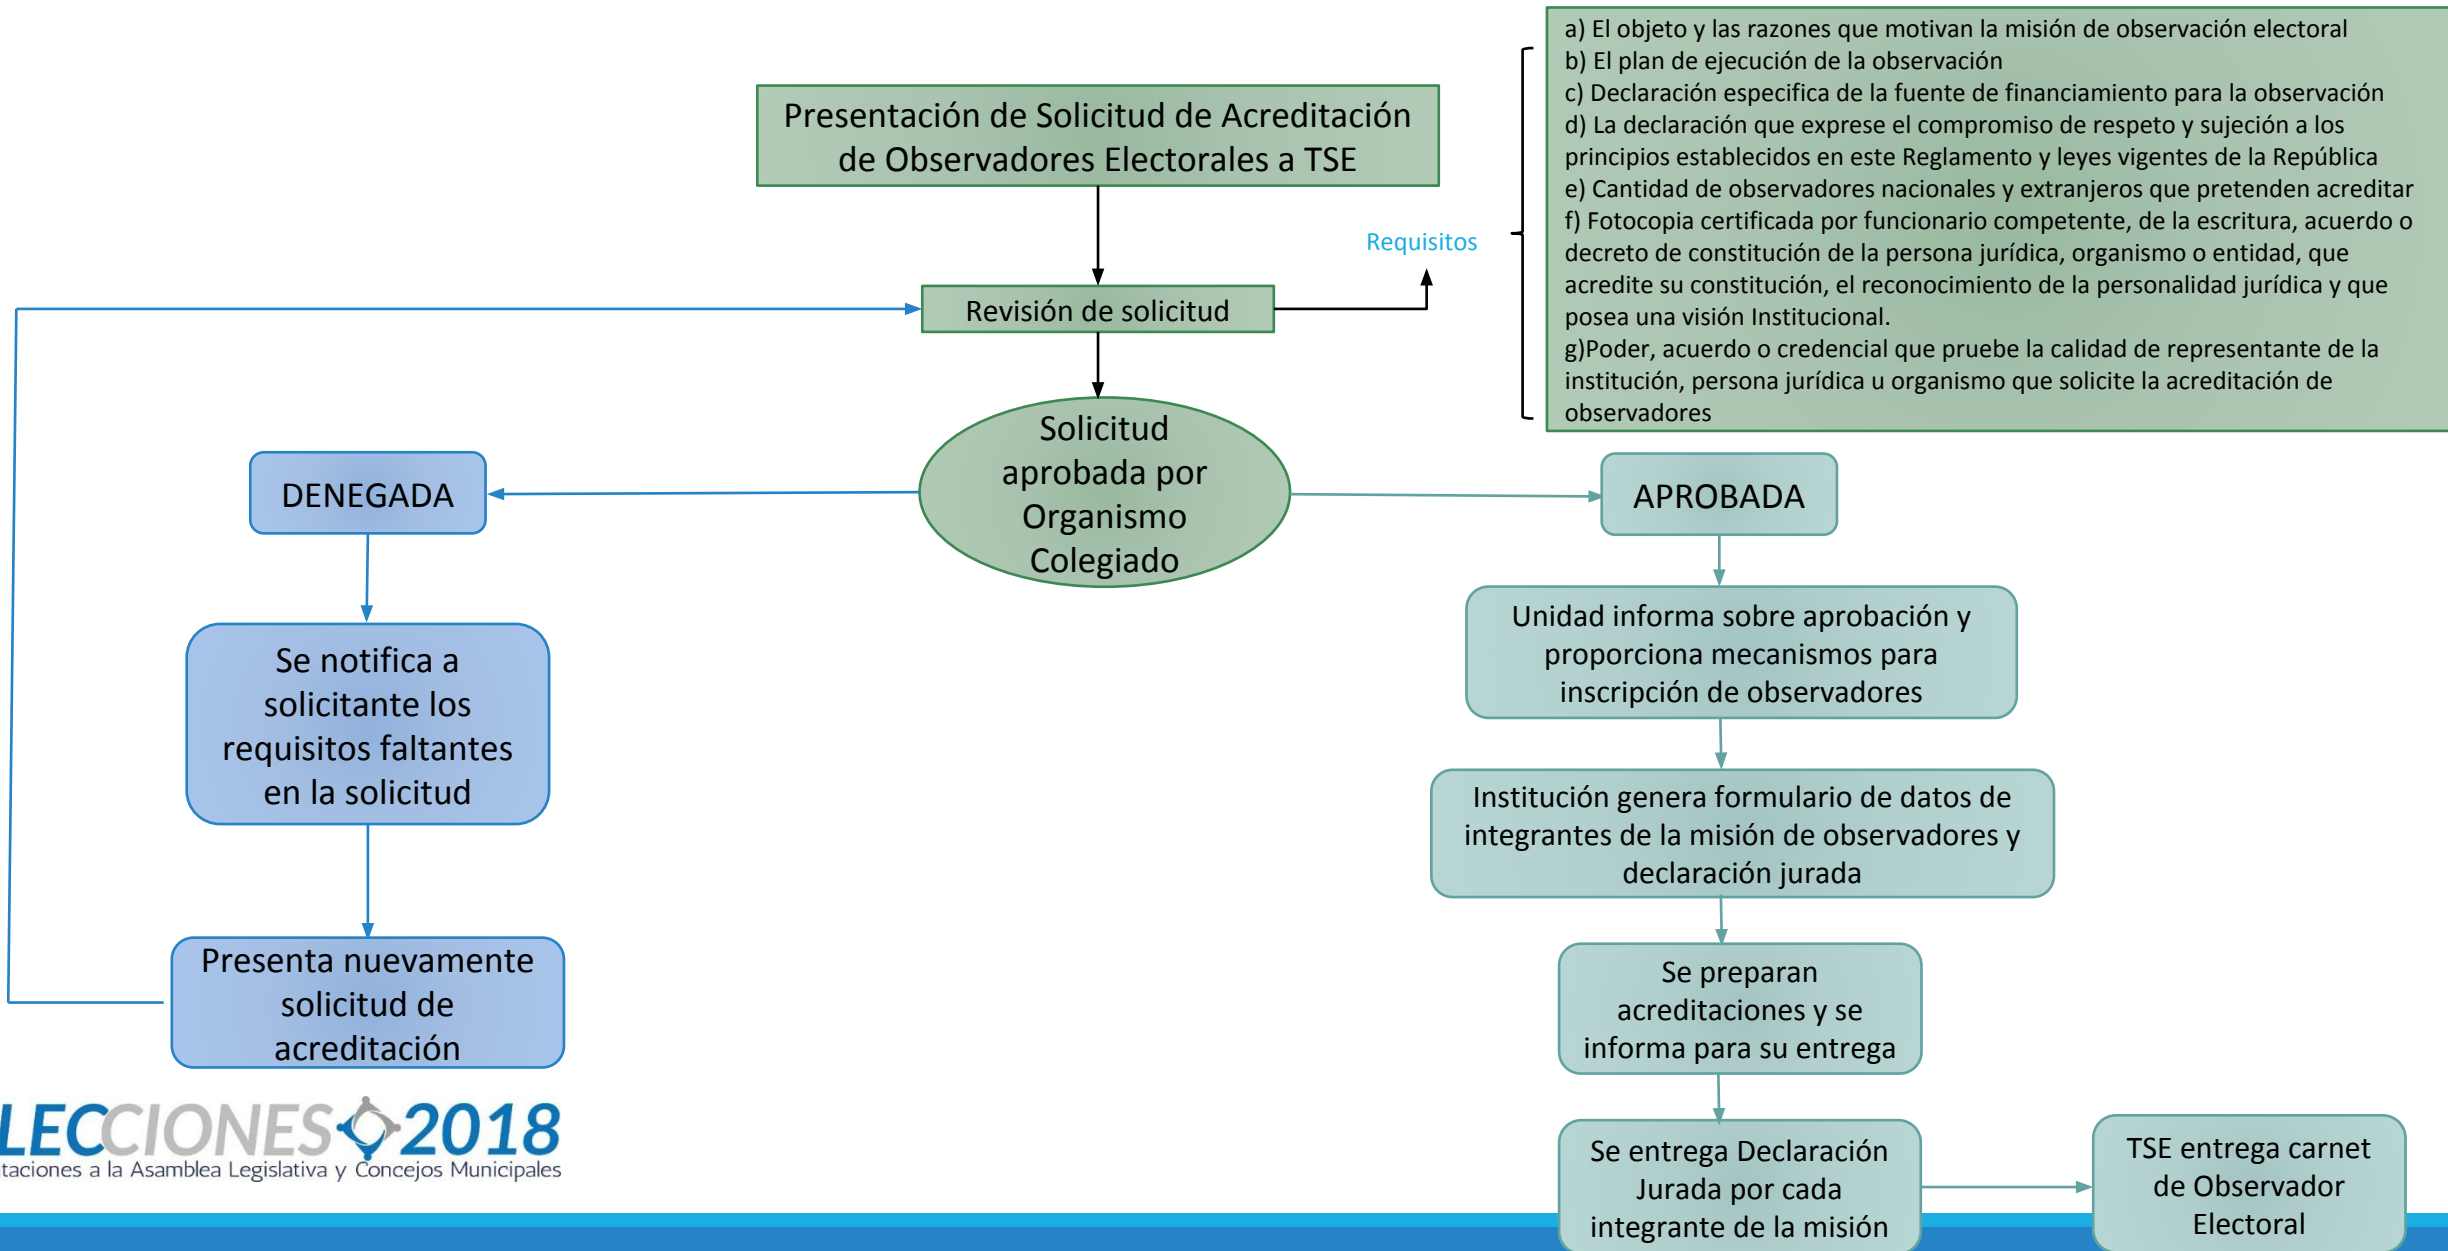 Presentación de Solicitud de Acreditación
de Observadores Electorales a TSE
Revisión de solicitud
Requisitos
a) El objeto y las razones que motivan la misión de observación electoral
b) El plan de ejecución de la observación
c) Declaración especifica de la fuente de financiamiento para la observación
d) La declaración que exprese el compromiso de respeto y sujeción a los
principios establecidos en este Reglamento y leyes vigentes de la República
e) Cantidad de observadores nacionales y extranjeros que pretenden acreditar
f) Fotocopia certificada por funcionario competente, de la escritura, acuerdo o
decreto de constitución de la persona jurídica, organismo o entidad, que
acredite su constitución, el reconocimiento de la personalidad jurídica y que
posea una visión Institucional.
g)Poder, acuerdo o credencial que pruebe la calidad de representante de la
institución, persona jurídica u organismo que solicite la acreditación de
observadores
Solicitud
aprobada por
Organismo
Colegiado
DENEGADA
Se notifica a
solicitante los
requisitos faltantes
en la solicitud
Presenta nuevamente
solicitud de
acreditación
APROBADA
Unidad informa sobre aprobación y
proporciona mecanismos para
inscripción de observadores
Institución genera formulario de datos de
integrantes de la misión de observadores y
declaración jurada
Se preparan
acreditaciones y se
informa para su entrega
Se entrega Declaración
Jurada por cada
integrante de la misión
TSE entrega carnet
de Observador
Electoral
LECCIONES 2018
taciones a la Asamblea Legislativa y Concejos Municipales